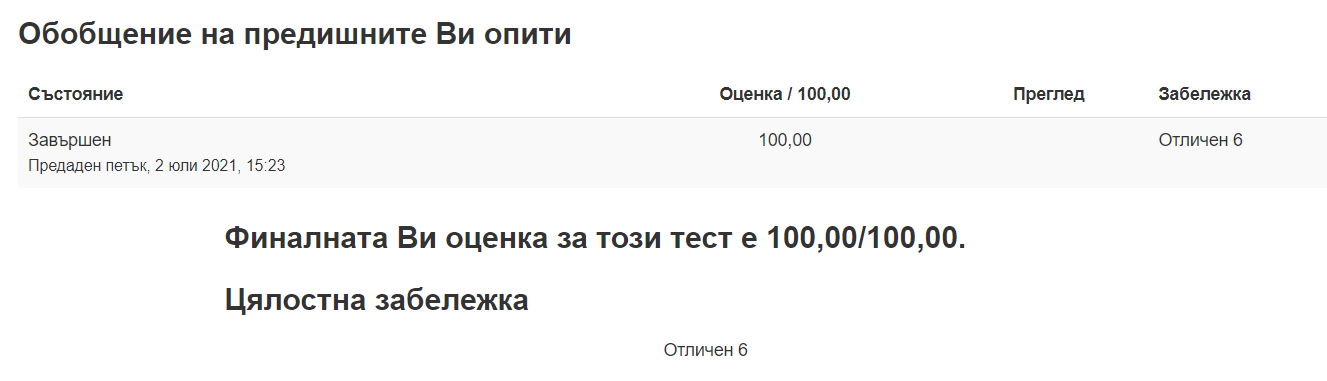 Обобщение на предишните Ви опити
Състояние Оценка / 100,00 Преглед Забележка
Завършен 100,00 Отличен 6
Предаден петък, 2 юли 2021, 15:23
Финалната Ви оценка за този тест е 100,00/100,00.
Цялостна забележка
Отличен 6